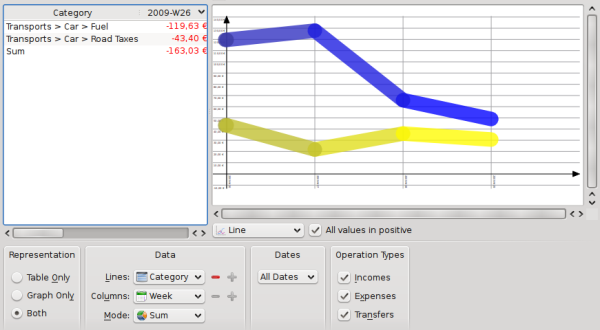 Category 2009-W26
Transports > Car > Fuel -119,63 €
Transports > Car > Road Taxes -43,40 €
Sum -163,03 €
Line All values in positive
Representation
Table Only
Graph Only
Both
Data
Lines: Category
Columns: Week
Mode: Sum
Dates
All Dates
Operation Types
Incomes
Expenses
Transfers